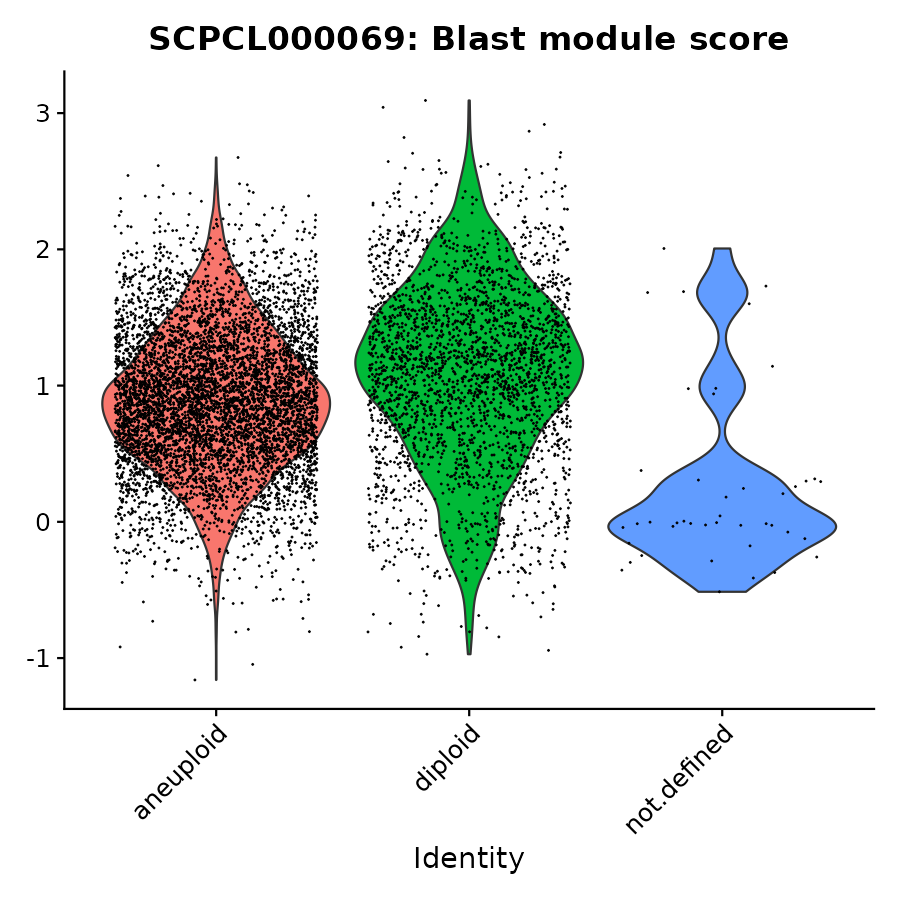 SCPCL000069: Blast module score
3
2
1
0
-1
aneuploid
diploid
not.defined
Identity